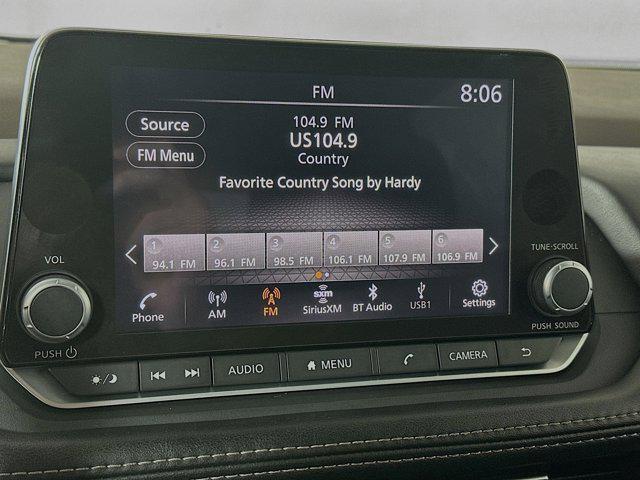 FM
8:06
Source
104.9 FM
US104.9
FM Menu
Country
Favorite Country Song by Hardy
1 2 3 4 5 6
94.1 FM 96.1 FM 98.5 FM 106.1 FM 107.9 FM 106.9 FM
VOL
TUNE·SCROLL
Phone
AM
FM
sxm
SiriusXM
BT Audio
USB1
Settings
PUSH
PUSH SOUND
AUDIO
MENU
CAMERA